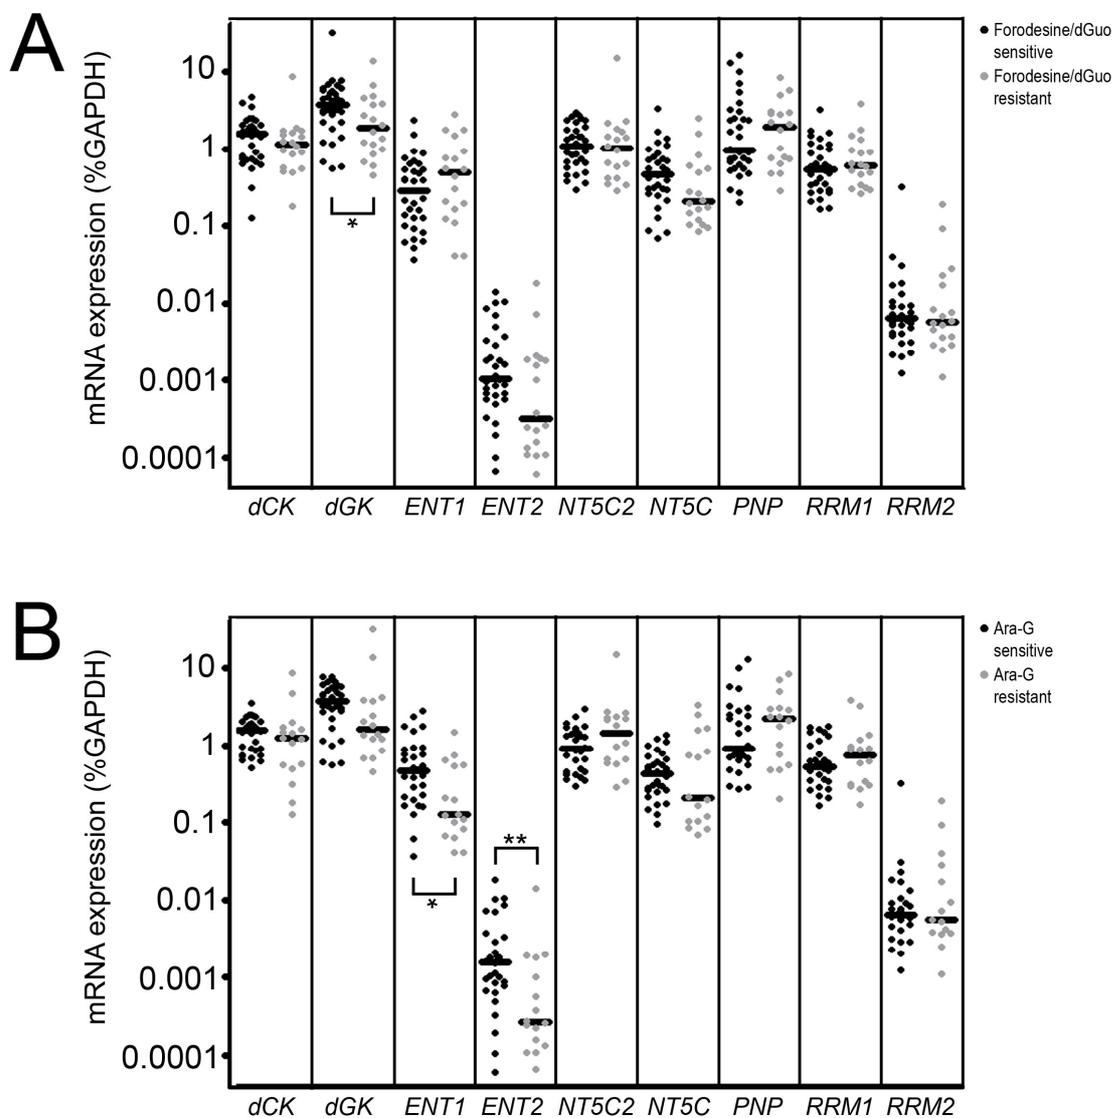 A
mRNA expression (%GAPDH)
10
1
0.1
0.01
0.001
0.0001
*
dCK dGK ENT1 ENT2 NT5C2 NT5C PNP RRM1 RRM2
Forodesine/dGuo
sensitive
Forodesine/dGuo
resistant
B
mRNA expression (%GAPDH)
10
1
0.1
0.01
0.001
0.0001
**
*
dCK dGK ENT1 ENT2 NT5C2 NT5C PNP RRM1 RRM2
Ara-G
sensitive
Ara-G
resistant